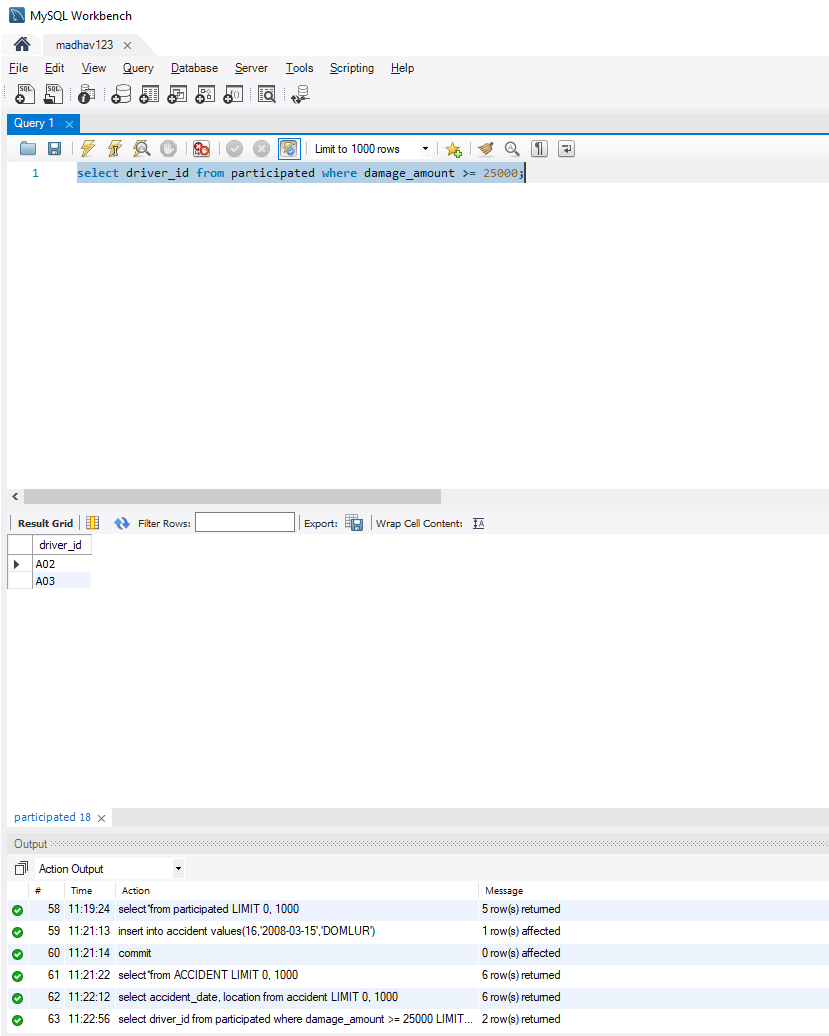 MySQL Workbench
madhav123
File Edit View Query Database Server Tools Scripting Help
Query 1
Limit to 1000 rows
1 select driver_id from participated where damage_amount >= 25000;
Result Grid Filter Rows: Export: Wrap Cell Content:
driver_id
A02
A03
participated 18
Output
Action Output
# Time Action Message
58 11:19:24 select*from participated LIMIT 0, 1000 5 row(s) returned
59 11:21:13 insert into accident values(16,'2008-03-15','DOMLUR') 1 row(s) affected
60 11:21:14 commit 0 row(s) affected
61 11:21:22 select*from ACCIDENT LIMIT 0, 1000 6 row(s) returned
62 11:22:12 select accident_date, location from accident LIMIT 0, 1000 6 row(s) returned
63 11:22:56 select driver_id from participated where damage_amount >= 25000 LIMIT... 2 row(s) returned